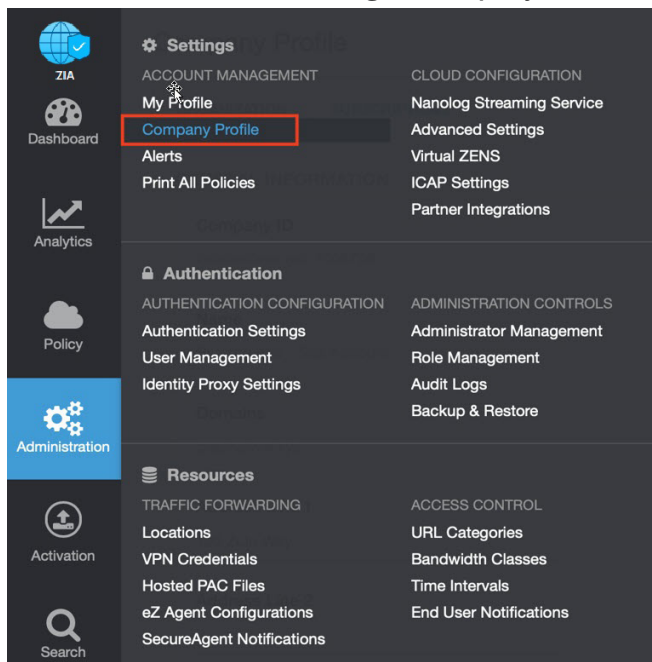 ZIA
Dashboard
Analytics
Policy
Administration
Activation
Search
Settings
ACCOUNT MANAGEMENT
My Profile
Company Profile
Alerts
Print All Policies
CLOUD CONFIGURATION
Nanolog Streaming Service
Advanced Settings
Virtual ZENS
ICAP Settings
Partner Integrations
Authentication
AUTHENTICATION CONFIGURATION
Authentication Settings
User Management
Identity Proxy Settings
ADMINISTRATION CONTROLS
Administrator Management
Role Management
Audit Logs
Backup & Restore
Resources
TRAFFIC FORWARDING
Locations
VPN Credentials
Hosted PAC Files
eZ Agent Configurations
SecureAgent Notifications
ACCESS CONTROL
URL Categories
Bandwidth Classes
Time Intervals
End User Notifications